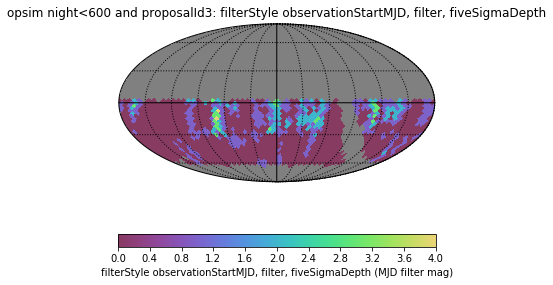 opsim night<600 and proposalId3: filterStyle observationStartMJD, filter, fiveSigmaDepth
0.0 0.4 0.8 1.2 1.6 2.0 2.4 2.8 3.2 3.6 4.0
filterStyle observationStartMJD, filter, fiveSigmaDepth (MJD filter mag)